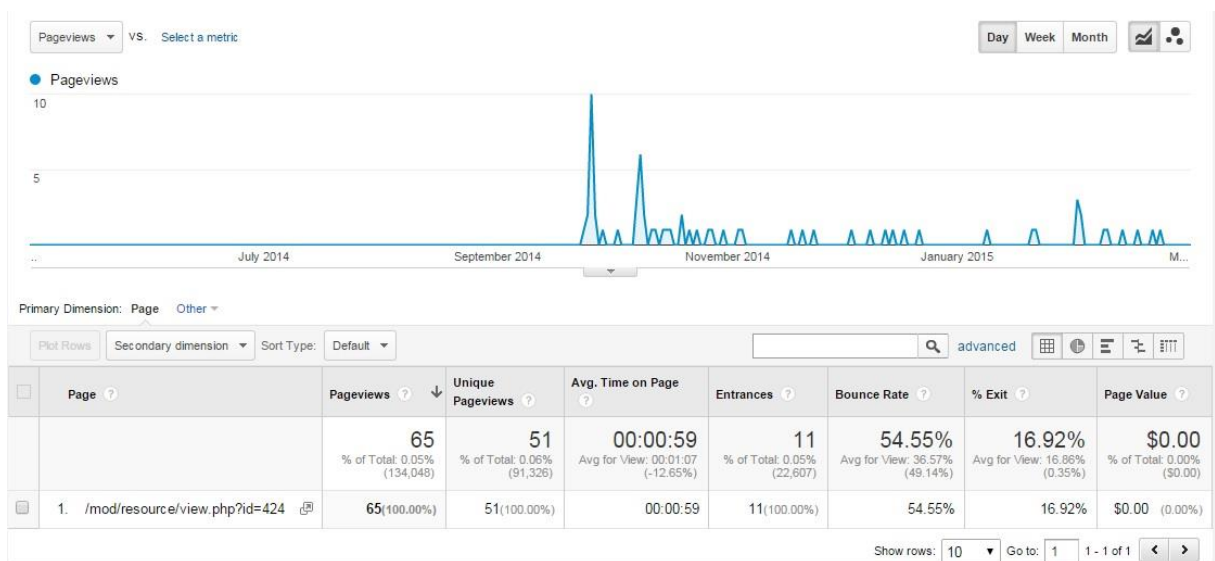 Pageviews VS. Select a metric Day Week Month
Pageviews
10
5
.. July 2014 September 2014 November 2014 January 2015 M...
Primary Dimension: Page Other
Plot Rows Secondary dimension Sort Type: Default advanced
Page ? Pageviews ? Unique Pageviews ? Avg. Time on Page ? Entrances ? Bounce Rate ? % Exit ? Page Value ?
65 51 00:00:59 11 54.55% 16.92% $0.00
% of Total: 0.05% % of Total: 0.06% Avg for View: 00:01:07 % of Total: 0.05% Avg for View: 36.57% Avg for View: 16.86% % of Total: 0.00%
(134,048) (91,326) (-12.65%) (22,607) (49.14%) (0.35%) ($0.00)
1. /mod/resource/view.php?id=424 65(100.00%) 51(100.00%) 00:00:59 11(100.00%) 54.55% 16.92% $0.00 (0.00%)
Show rows: 10 Go to: 1 1 - 1 of 1